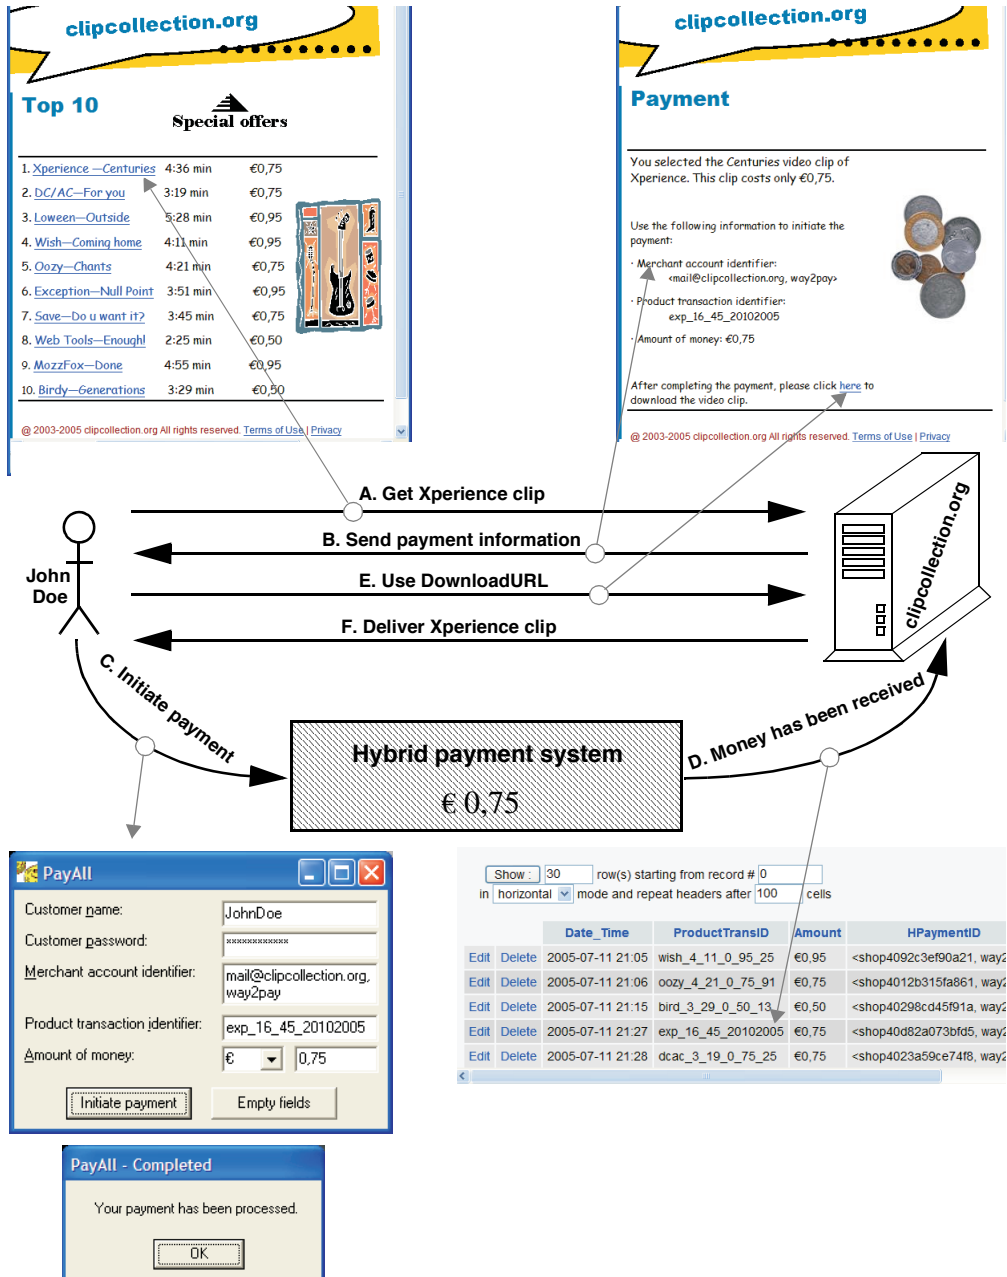 clipcollection.org
Top 10
Special offers
1. Xperience —Centuries 4:36 min €0,75
2. DC/AC—For you 3:19 min €0,75
3. Loween—Outside 5:28 min €0,95
4. Wish—Coming home 4:11 min €0,95
5. Oozy—Chants 4:21 min €0,75
6. Exception—Null Point 3:51 min €0,95
7. Save—Do u want it? 3:45 min €0,75
8. Web Tools—Enough! 2:25 min €0,50
9. MozzFox—Done 4:55 min €0,95
10. Birdy—Generations 3:29 min €0,50
@ 2003-2005 clipcollection.org All rights reserved. Terms of Use | Privacy
clipcollection.org
Payment
You selected the Centuries video clip of
Xperience. This clip costs only €0,75.
Use the following information to initiate the
payment:
· Merchant account identifier:
<mail@clipcollection.org, way2pay>
· Product transaction identifier:
exp_16_45_20102005
· Amount of money: €0,75
After completing the payment, please click here to
download the video clip.
@ 2003-2005 clipcollection.org All rights reserved. Terms of Use | Privacy
A. Get Xperience clip
B. Send payment information
E. Use DownloadURL
F. Deliver Xperience clip
John
Doe
clipcollection.org
C. Initiate payment
D. Money has been received
Hybrid payment system
€ 0,75
PayAll
Customer name: JohnDoe
Customer password: xxxxxxxxxxxx
Merchant account identifier: mail@clipcollection.org,
way2pay
Product transaction identifier: exp_16_45_20102005
Amount of money: € 0,75
Initiate payment Empty fields
PayAll - Completed
Your payment has been processed.
OK
Show : 30 row(s) starting from record # 0
in horizontal mode and repeat headers after 100 cells
Date_Time ProductTransID Amount HPaymentID
Edit Delete 2005-07-11 21:05 wish_4_11_0_95_25 €0,95 <shop4092c3ef90a21, way2
Edit Delete 2005-07-11 21:06 oozy_4_21_0_75_91 €0,75 <shop4012b315fa861, way2
Edit Delete 2005-07-11 21:15 bird_3_29_0_50_13 €0,50 <shop40298cd45f91a, way2
Edit Delete 2005-07-11 21:27 exp_16_45_20102005 €0,75 <shop40d82a073bfd5, way2
Edit Delete 2005-07-11 21:28 dcac_3_19_0_75_25 €0,75 <shop4023a59ce74f8, way2